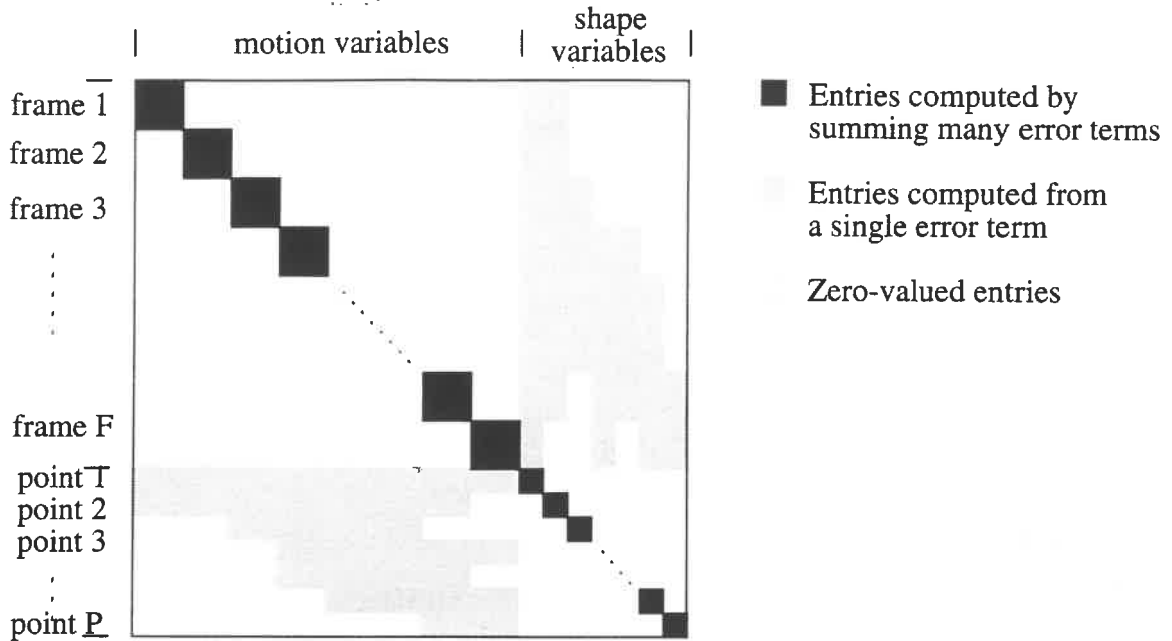 shape
motion variables
variables
frame 1
frame 2
frame 3
frame F
point 1
point 2
point 3
point P
Entries computed by
summing many error terms
Entries computed from
a single error term
Zero-valued entries